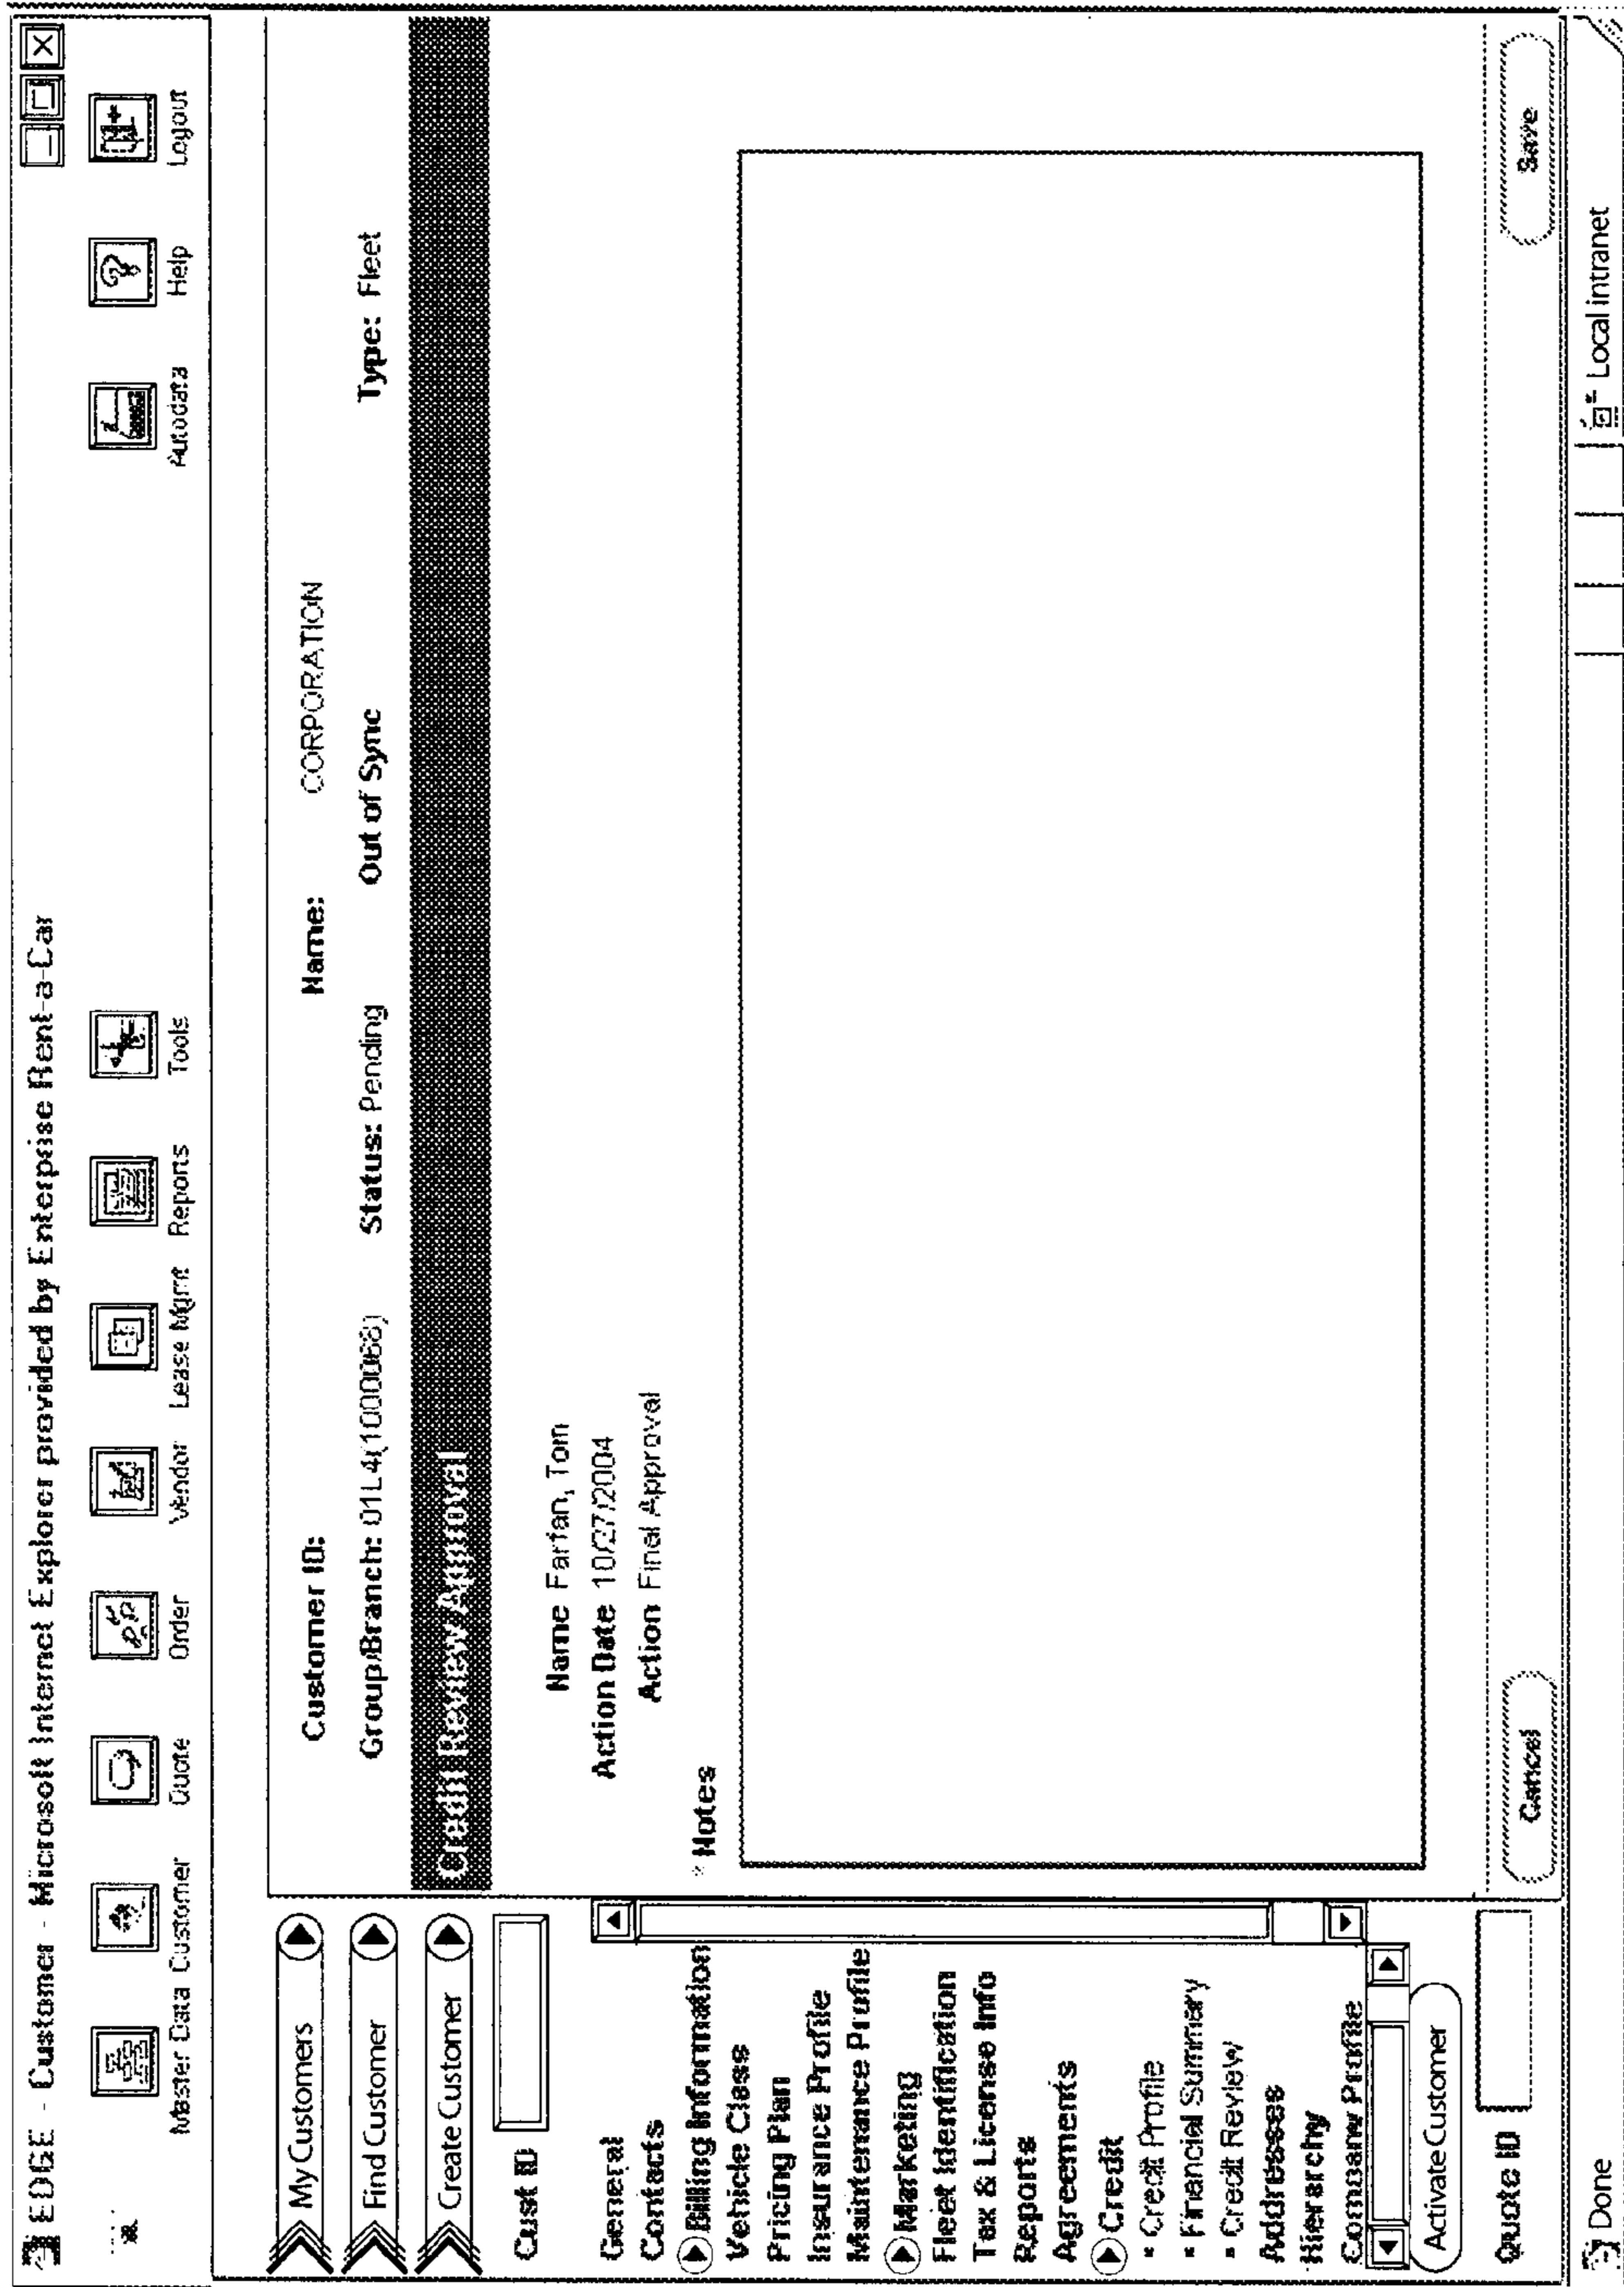 EDGE - Customer - Microsoft Internet Explorer provided by Enterprise Rent-a-Car
Master Data Customer Quote Order Vendor Lease Mgmt Reports Tools Autodata Help Logout
My Customers
Find Customer
Create Customer
Cust ID
General
Contacts
Billing Information
Vehicle Class
Pricing Plan
Insurance Profile
Maintenance Profile
Marketing
Fleet Identification
Tax & License Info
Reports
Agreements
Credit
Credit Profile
Financial Summary
Credit Review
Addresses
Hierarchy
Company Profile
Activate Customer
Quote ID
Customer ID: Name: CORPORATION
Group/Branch: 01L4(100068) Status: Pending Out of Sync Type: Fleet
Credit Review/Approval
Name Farfan, Tom
Action Date 10/27/2004
Action Final Approval
* Notes
Cancel Save
Done Local intranet